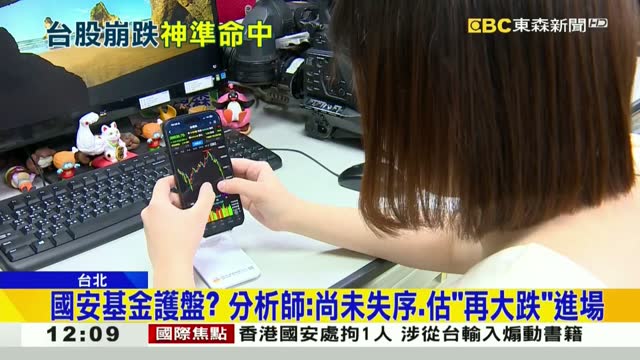 台股崩跌神準命中
EBC東森新聞HD
台北
國安基金護盤?分析師:尚未失序.估"再大跌"進場
12:09 國際焦點 香港國安處拘1人 涉從台輸入煽動書籍